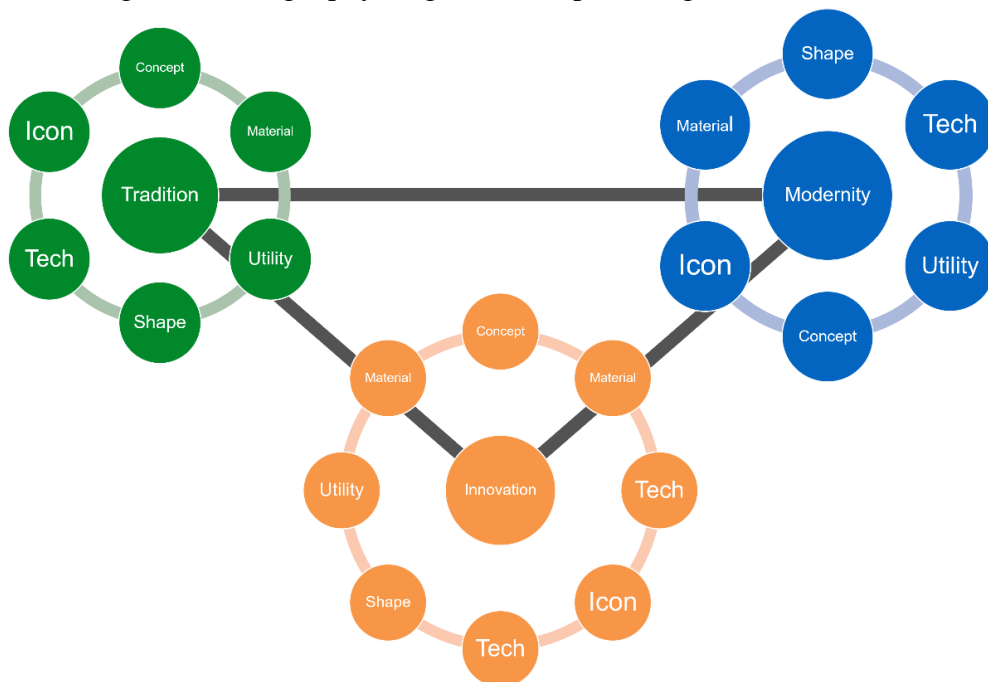 Concept
Icon
Material
Tradition
Tech
Utility
Shape
Shape
Material
Tech
Modernity
Icon
Utility
Concept
Concept
Material
Material
Utility
Innovation
Tech
Shape
Icon
Tech